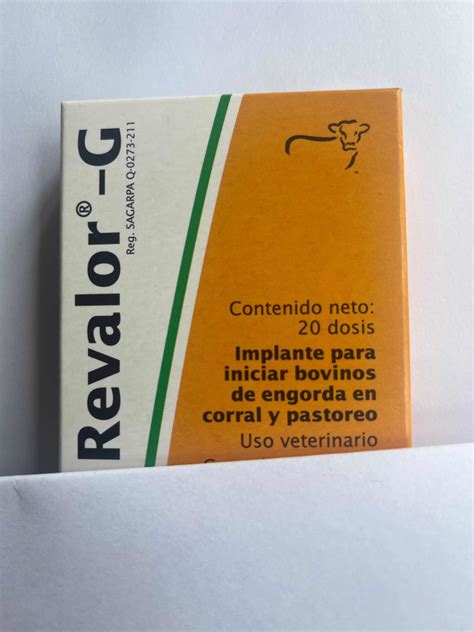 Revalor® -G
Reg. SAGARPA Q-0273-211
Contenido neto:
20 dosis
Implante para
iniciar bovinos
de engorda en
corral y pastoreo
Uso veterinario